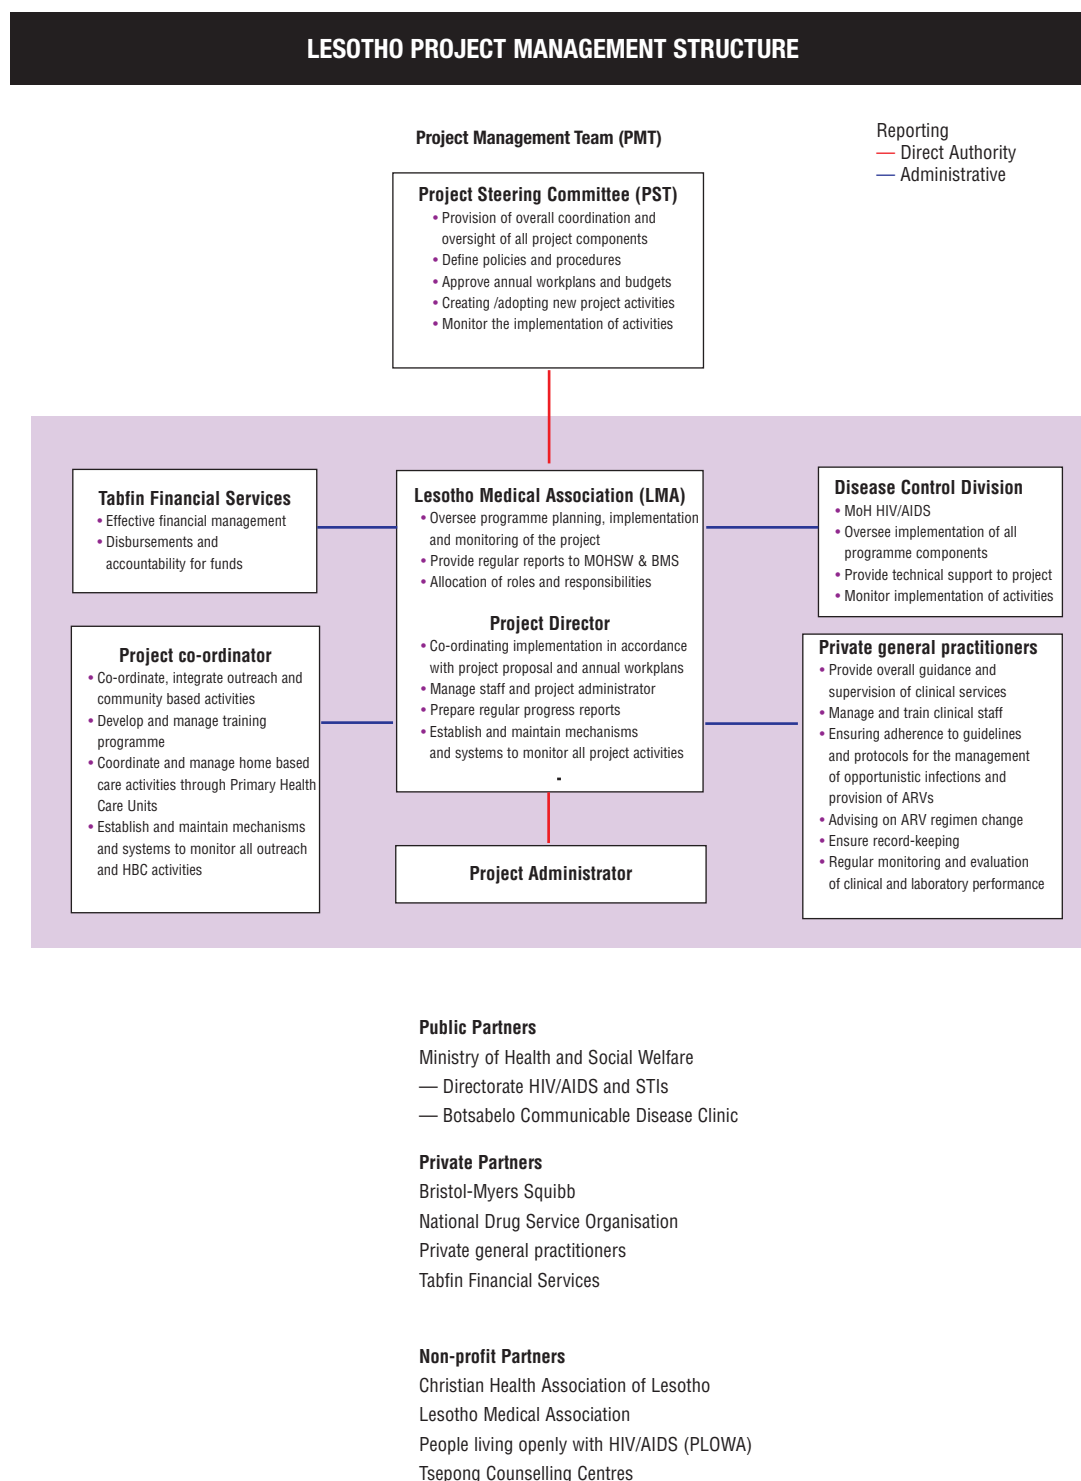 LESOTHO PROJECT MANAGEMENT STRUCTURE
Project Management Team (PMT)
Reporting
— Direct Authority
— Administrative
Project Steering Committee (PST)
• Provision of overall coordination and
oversight of all project components
• Define policies and procedures
• Approve annual workplans and budgets
• Creating /adopting new project activities
• Monitor the implementation of activities
Tabfin Financial Services
• Effective financial management
• Disbursements and
accountability for funds
Lesotho Medical Association (LMA)
• Oversee programme planning, implementation
and monitoring of the project
• Provide regular reports to MOHSW & BMS
• Allocation of roles and responsibilities
Project Director
• Co-ordinating implementation in accordance
with project proposal and annual workplans
• Manage staff and project administrator
• Prepare regular progress reports
• Establish and maintain mechanisms
and systems to monitor all project activities
-
Disease Control Division
• MoH HIV/AIDS
• Oversee implementation of all
programme components
• Provide technical support to project
• Monitor implementation of activities
Project co-ordinator
• Co-ordinate, integrate outreach and
community based activities
• Develop and manage training
programme
• Coordinate and manage home based
care activities through Primary Health
Care Units
• Establish and maintain mechanisms
and systems to monitor all outreach
and HBC activities
Private general practitioners
• Provide overall guidance and
supervision of clinical services
• Manage and train clinical staff
• Ensuring adherence to guidelines
and protocols for the management
of opportunistic infections and
provision of ARVs
• Advising on ARV regimen change
• Ensure record-keeping
• Regular monitoring and evaluation
of clinical and laboratory performance
Project Administrator
Public Partners
Ministry of Health and Social Welfare
— Directorate HIV/AIDS and STIs
— Botsabelo Communicable Disease Clinic
Private Partners
Bristol-Myers Squibb
National Drug Service Organisation
Private general practitioners
Tabfin Financial Services
Non-profit Partners
Christian Health Association of Lesotho
Lesotho Medical Association
People living openly with HIV/AIDS (PLOWA)
Tsepong Counselling Centres